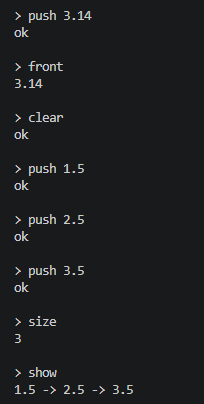 > push 3.14
ok
> front
3.14
> clear
ok
> push 1.5
ok
> push 2.5
ok
> push 3.5
ok
> size
3
> show
1.5 -> 2.5 -> 3.5